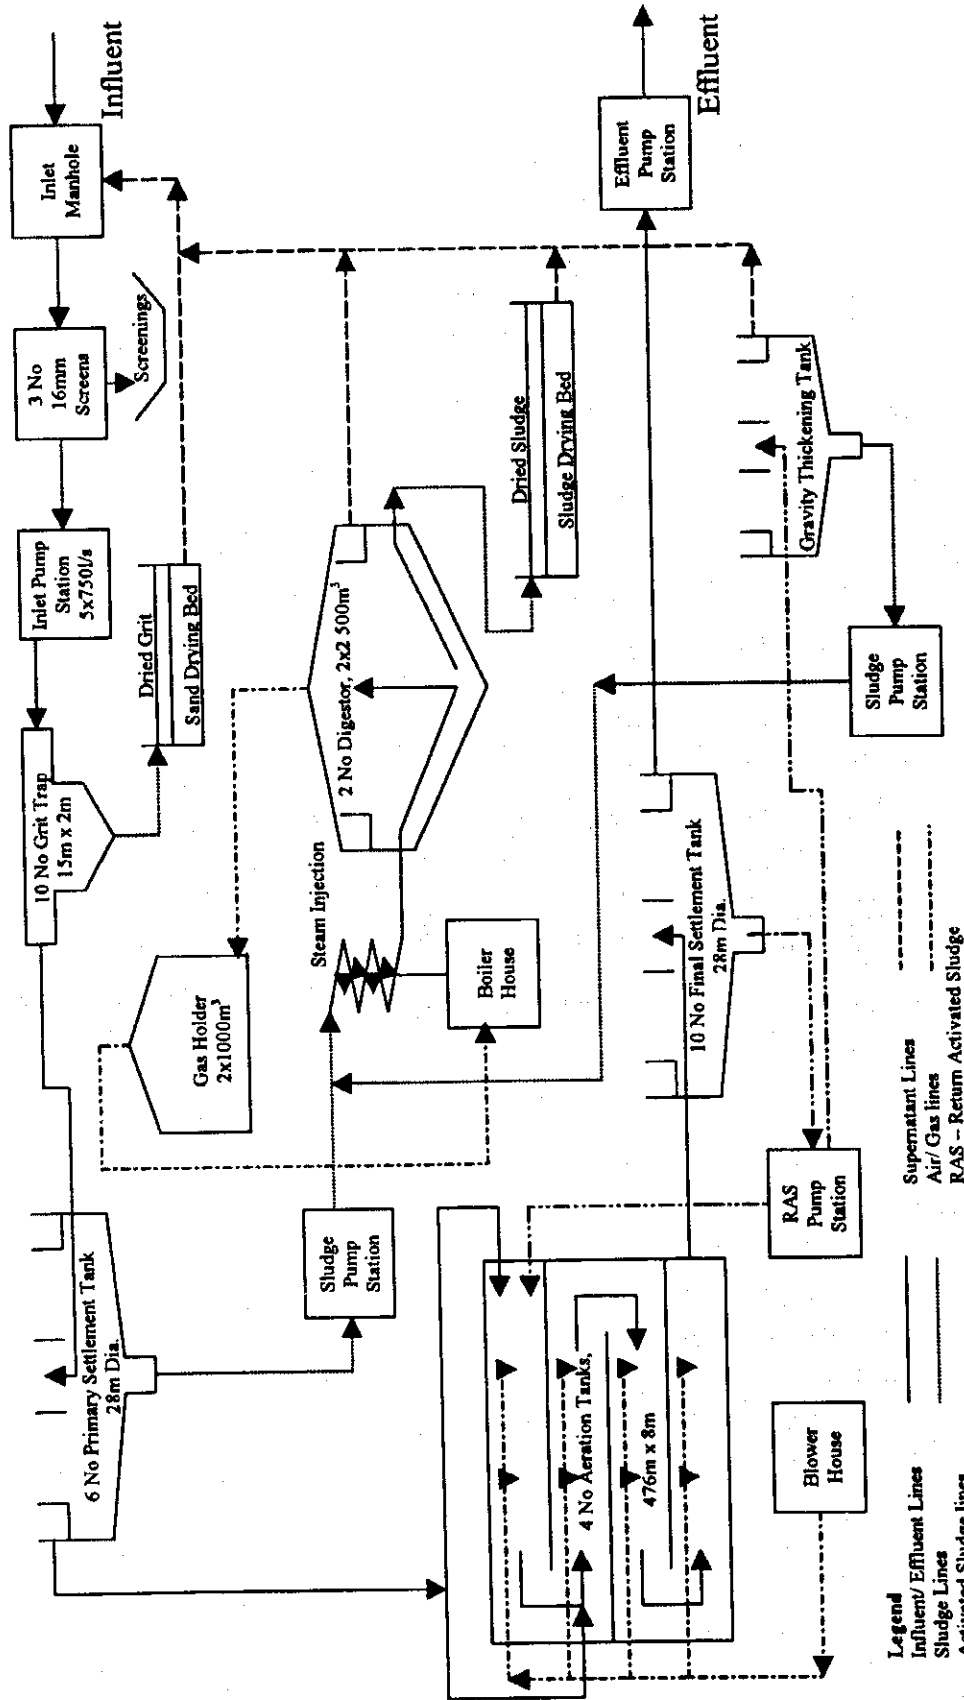 Influent
Inlet
Manhole
3 No
16mm
Screens
Screenings
Inlet Pump
Station
5x750l/s
10 No Grit Trap
15m x 2m
Dried Grit
Sand Drying Bed
6 No Primary Settlement Tank
28m Dia.
Gas Holder
2x1000m³
Steam Injection
2 No Digestor, 2x2 500m³
Boiler
House
Sludge
Pump
Station
Dried Sludge
Sludge Drying Bed
Effluent
Pump
Station
Effluent
4 No Aeration Tanks,
476m x 8m
10 No Final Settlement Tank
28m Dia.
Gravity Thickening Tank
Sludge
Pump
Station
RAS
Pump
Station
Blower
House
Legend
Influent/ Effluent Lines
Sludge Lines
Activated Sludge lines
Supernatant Lines
Air/ Gas lines
RAS – Return Activated Sludge